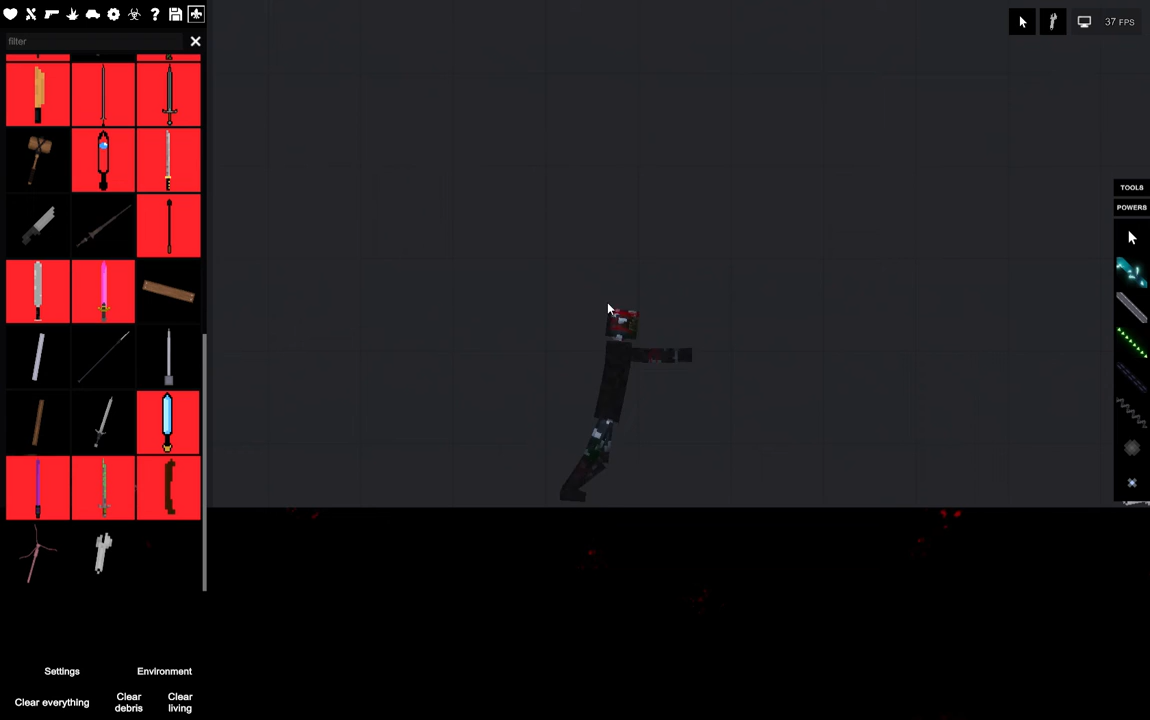 37 FPS
filter
TOOLS
POWERS
Settings
Environment
Clear everything
Clear
debris
Clear
living